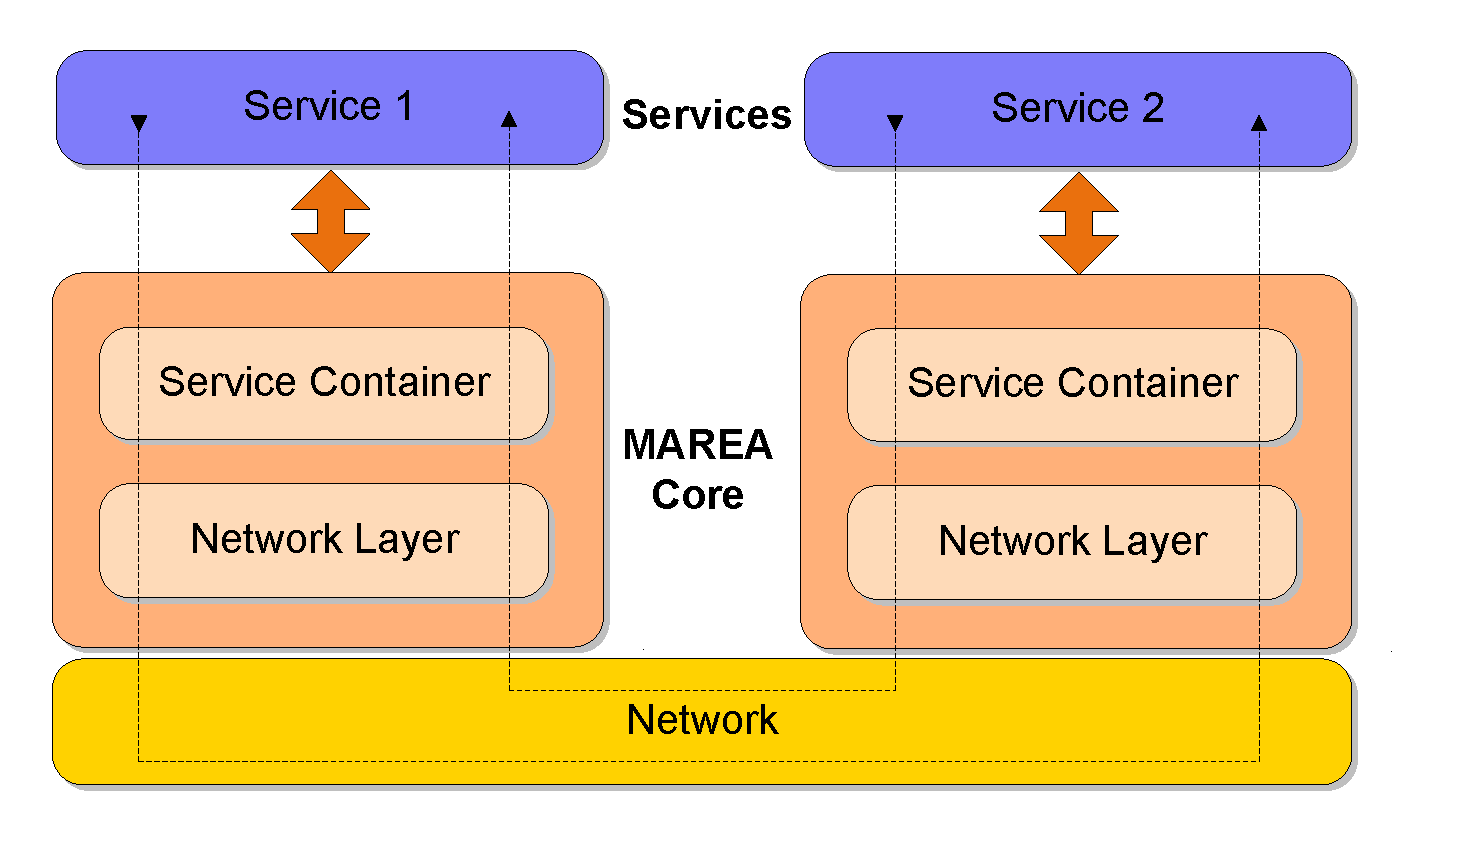 Service 1
Services
Service 2
Service Container
Service Container
MAREA
Core
Network Layer
Network Layer
Network